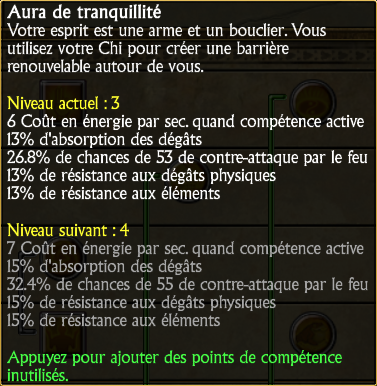 Aura de tranquillité
Votre esprit est une arme et un bouclier. Vous
utilisez votre Chi pour créer une barrière
renouvelable autour de vous.
Niveau actuel : 3
6 Coût en énergie par sec. quand compétence active
13% d'absorption des dégâts
26.8% de chances de 53 de contre-attaque par le feu
13% de résistance aux dégâts physiques
13% de résistance aux éléments
Niveau suivant : 4
7 Coût en énergie par sec. quand compétence active
15% d'absorption des dégâts
32.4% de chances de 55 de contre-attaque par le feu
15% de résistance aux dégâts physiques
15% de résistance aux éléments
Appuyez pour ajouter des points de compétence
inutilisés.